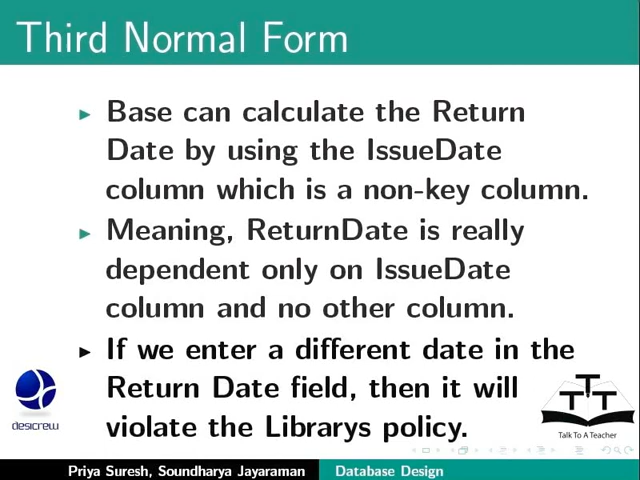 Third Normal Form
Base can calculate the Return
Date by using the IssueDate
column which is a non-key column.
Meaning, ReturnDate is really
dependent only on IssueDate
column and no other column.
If we enter a different date in the
Return Date field, then it will
violate the Librarys policy.
desicrew
T T T
Talk To A Teacher
Priya Suresh, Soundharya Jayaraman
Database Design